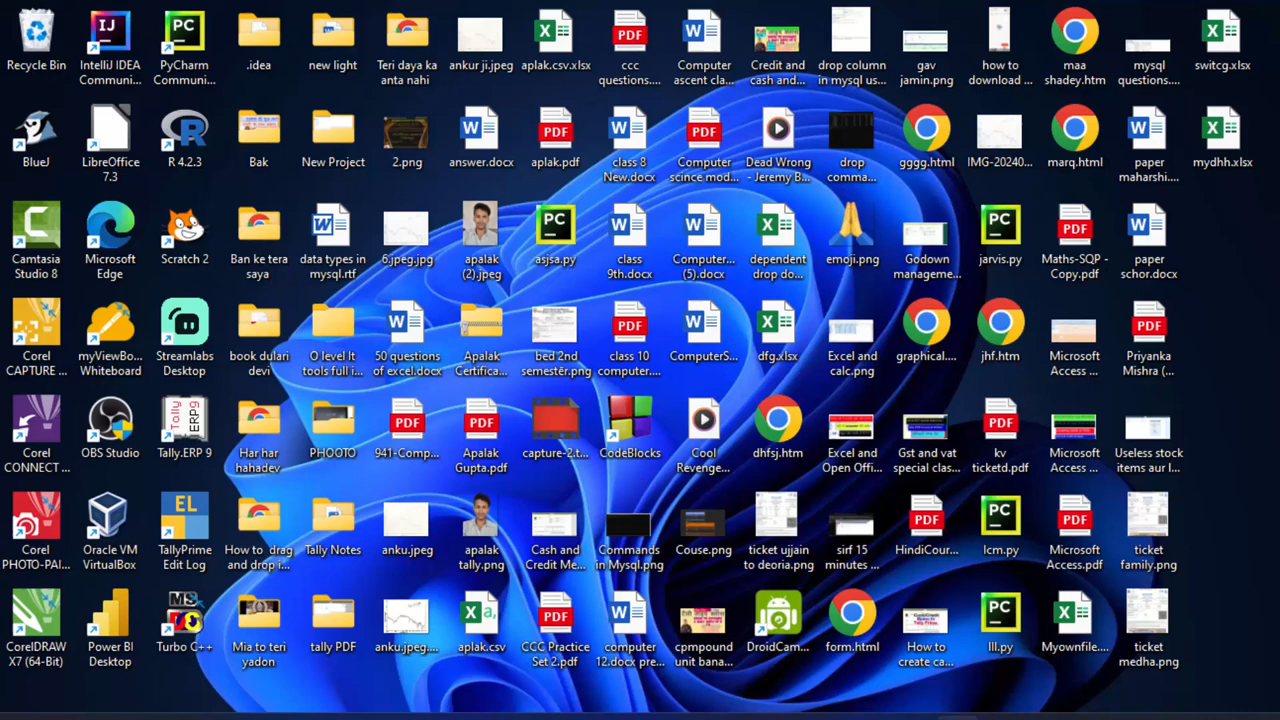 Recycle Bin
IntelliJ IDEA
Communi...
PyCharm
Communi...
.idea
new light
Teri daya ka
anta nahi
ankur ji.jpeg
aplak.csv.xlsx
ccc
questions....
Computer
ascent cla...
Credit and
cash and...
drop column
in mysql us...
gav
jamin.png
how to
download ...
maa
shadey.htm
mysql
questions....
switcg.xlsx
BlueJ
LibreOffice
7.3
R 4.2.3
Bak
New Project
2.png
answer.docx
aplak.pdf
class 8
New.docx
Computer
scince mod...
Dead Wrong
- Jeremy B...
drop
comma...
gggg.html
IMG-20240...
marq.html
paper
maharshi....
mydhh.xlsx
Camtasia
Studio 8
Microsoft
Edge
Scratch 2
Ban ke tera
saya
data types in
mysql.rtf
6.jpeg.jpg
apalak
(2).jpeg
asjsa.py
class
9th.docx
Computer...
(5).docx
dependent
drop do...
emoji.png
Godown
manageme...
jarvis.py
Maths-SQP -
Copy.pdf
paper
schor.docx
Corel
CAPTURE ...
myViewBo...
Whiteboard
Streamlabs
Desktop
book dulari
devi
O level It
tools full i...
50 questions
of excel.docx
Apalak
Certifica...
bed 2nd
semester.png
class 10
computer....
ComputerS...
dfg.xlsx
Excel and
calc.png
graphical....
jhf.htm
Microsoft
Access ...
Priyanka
Mishra (...
Corel
CONNECT ...
OBS Studio
Tally.ERP 9
Har har
hahadev
PHOOTO
941-Comp...
Apalak
Gupta.pdf
capture-2.t...
CodeBlocks
Cool
Revenge...
dhfsj.htm
Excel and
Open Offi...
Gst and vat
special clas...
kv
ticketd.pdf
Microsoft
Access ...
Useless stock
items aur l...
Corel
PHOTO-PAI...
Oracle VM
VirtualBox
TallyPrime
Edit Log
How to drag
and drop i...
Tally Notes
anku.jpeg
apalak
tally.png
Cash and
Credit Me...
Commands
in Mysql.png
Couse.png
ticket ujjain
to deoria.png
sirf 15
minutes ...
HindiCour...
lcm.py
Microsoft
Access.pdf
ticket
family.png
CorelDRAW
X7 (64-Bit)
Power BI
Desktop
Turbo C++
Mia to teri
yadon
tally PDF
anku.jpeg....
aplak.csv
CCC Practice
Set 2.pdf
computer
12.docx pre...
cpmpound
unit bana...
DroidCam...
form.html
How to
create ca...
lll.py
Myownfile....
ticket
medha.png